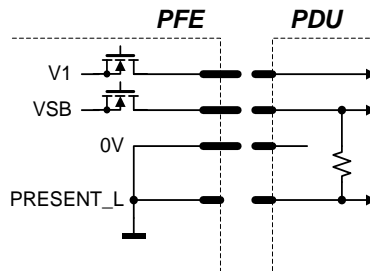 PFE PDU
V1
VSB
0V
PRESENT_L